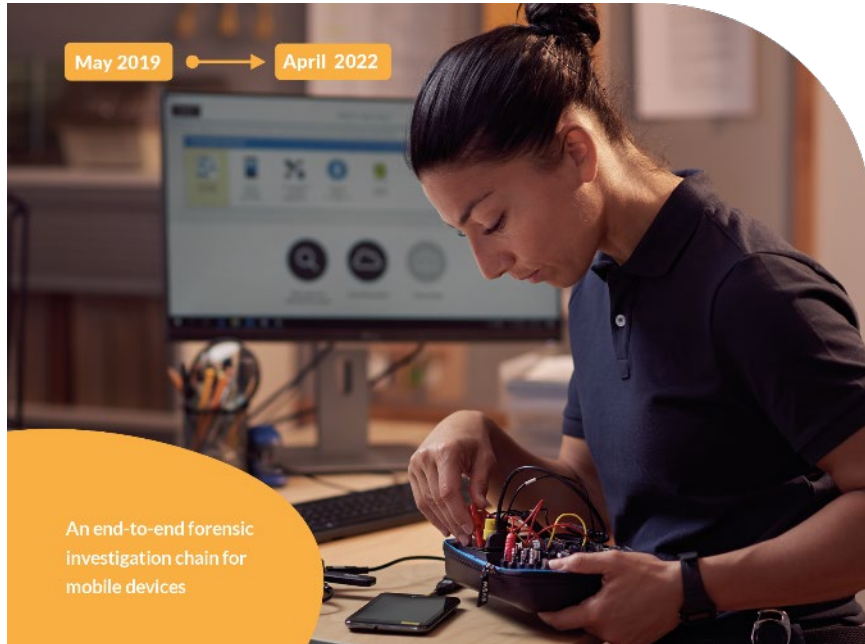 May 2019
April 2022
An end-to-end forensic
investigation chain for
mobile devices